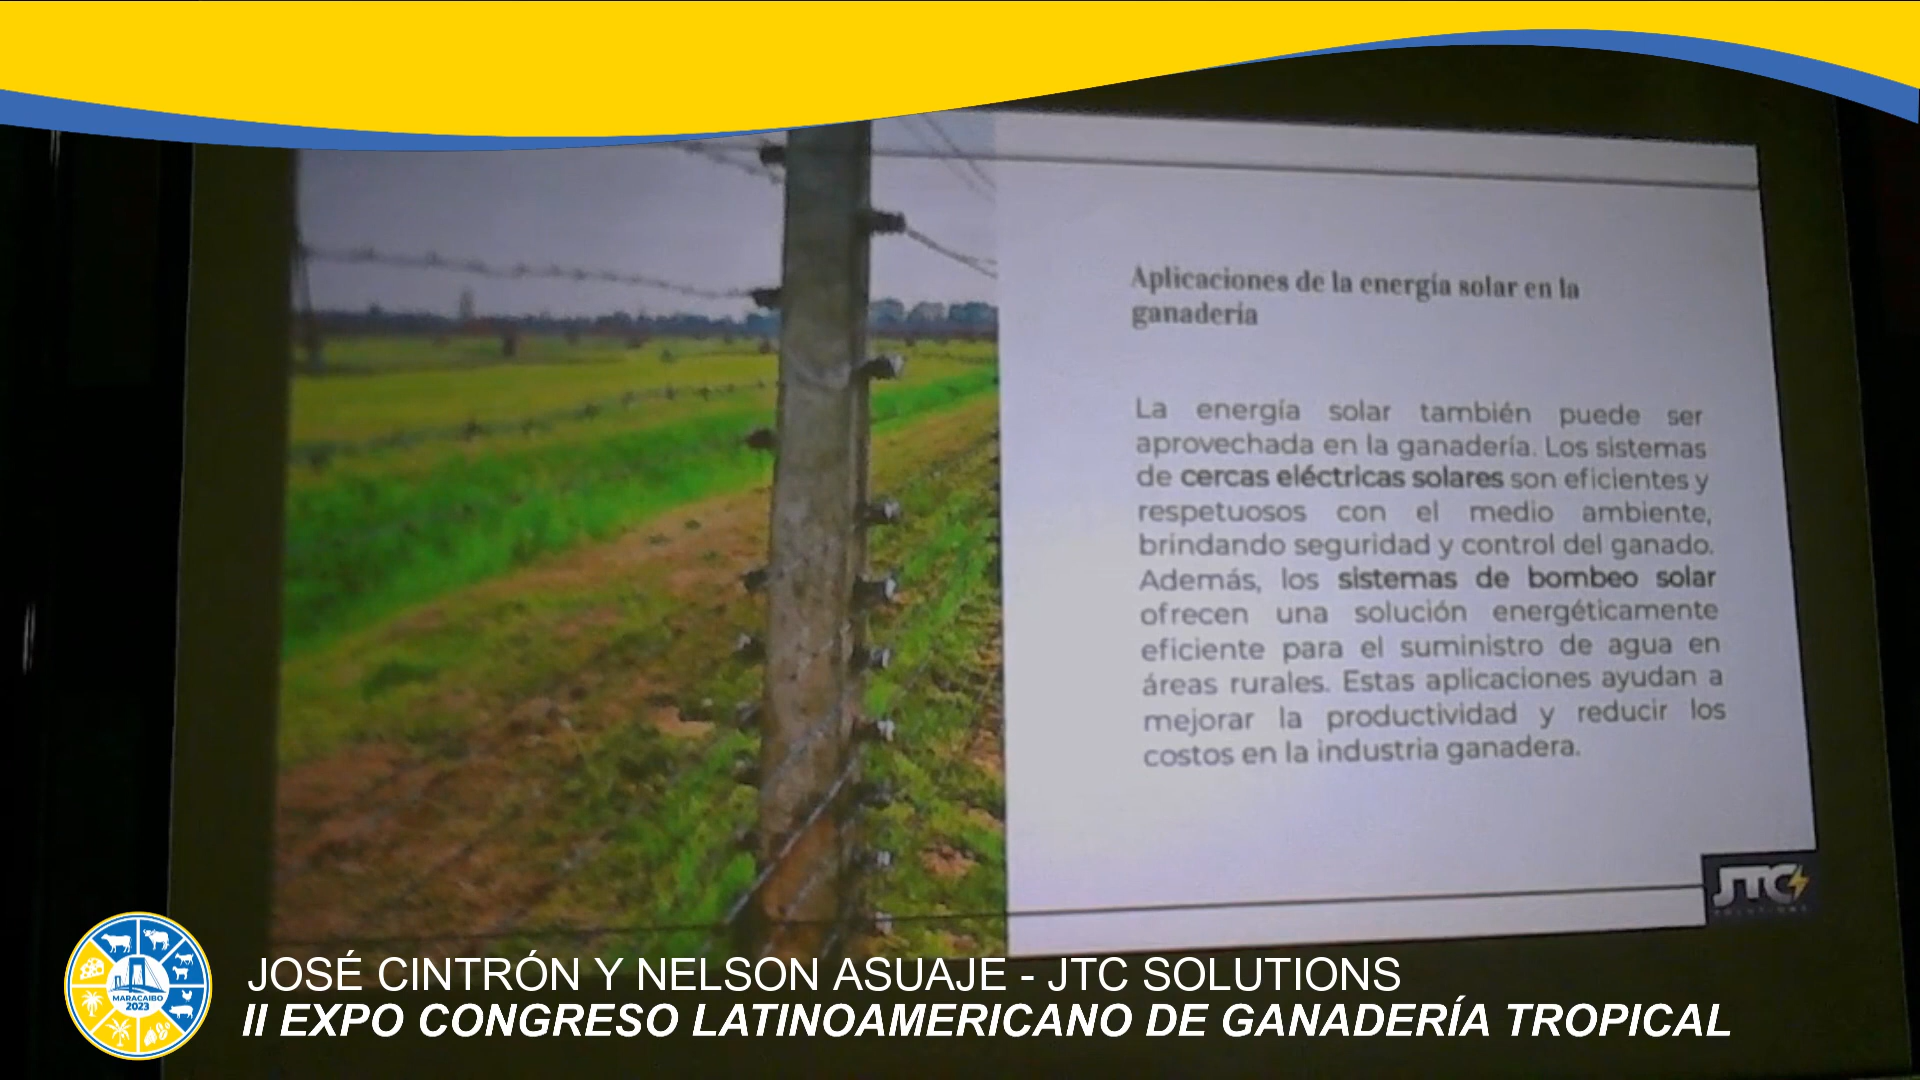 Aplicaciones de la energía solar en la
ganaderia
La energía solar también puede ser
aprovechada en la ganadería. Los sistemas
de cercas eléctricas solares son eficientes y
respetuosos con el medio ambiente,
brindando seguridad y control del ganado.
Además, los sistemas de bombeo solar
ofrecen una solución energéticamente
eficiente para el suministro de agua en
áreas rurales. Estas aplicaciones ayudan a
mejorar la productividad y reducir los
costos en la industria ganadera.
JTC
SOLUTIONS
MARACAIBO
2023
JOSÉ CINTRÓN Y NELSON ASUAJE - JTC SOLUTIONS
II EXPO CONGRESO LATINOAMERICANO DE GANADERÍA TROPICAL